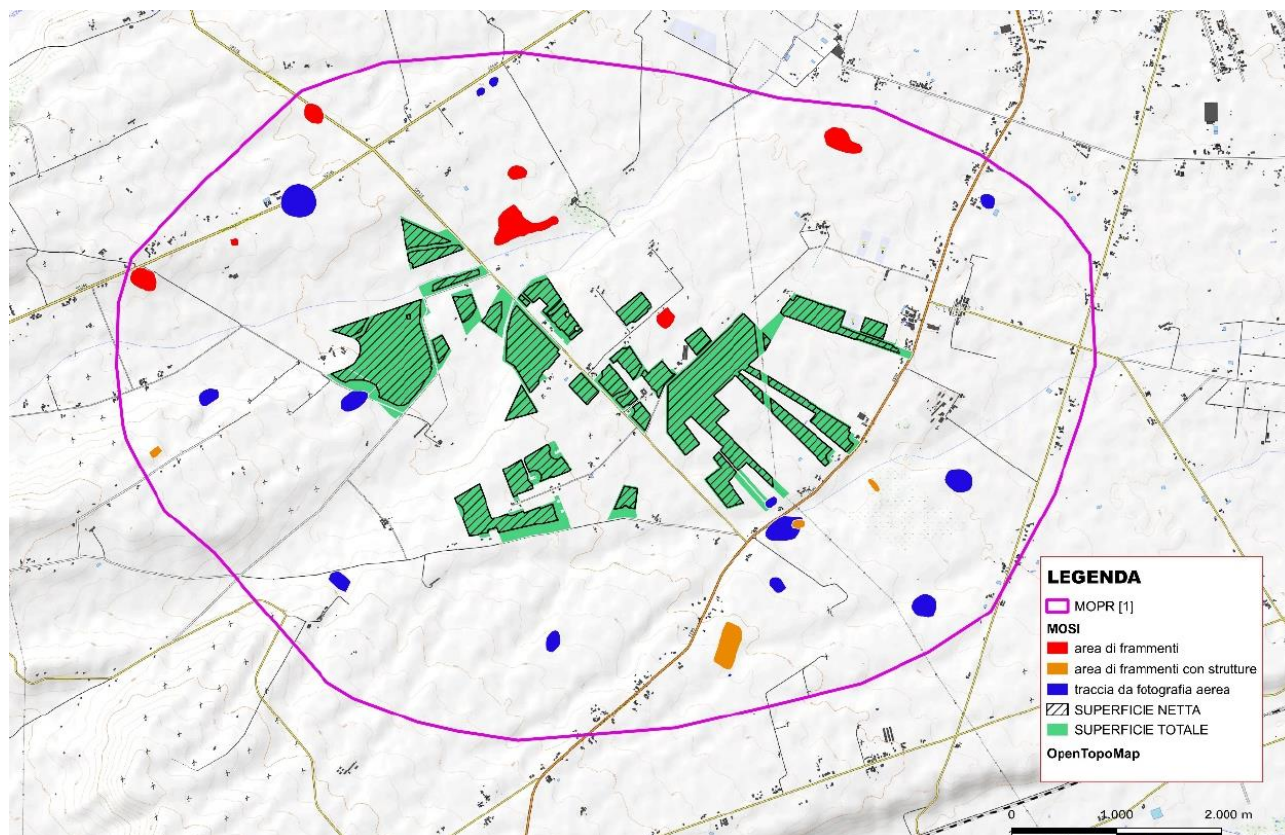 LEGENDA
MOPR [1]
MOSI
area di frammenti
area di frammenti con strutture
traccia da fotografia aerea
SUPERFICIE NETTA
SUPERFICIE TOTALE
OpenTopoMap
0 1.000 2.000 m